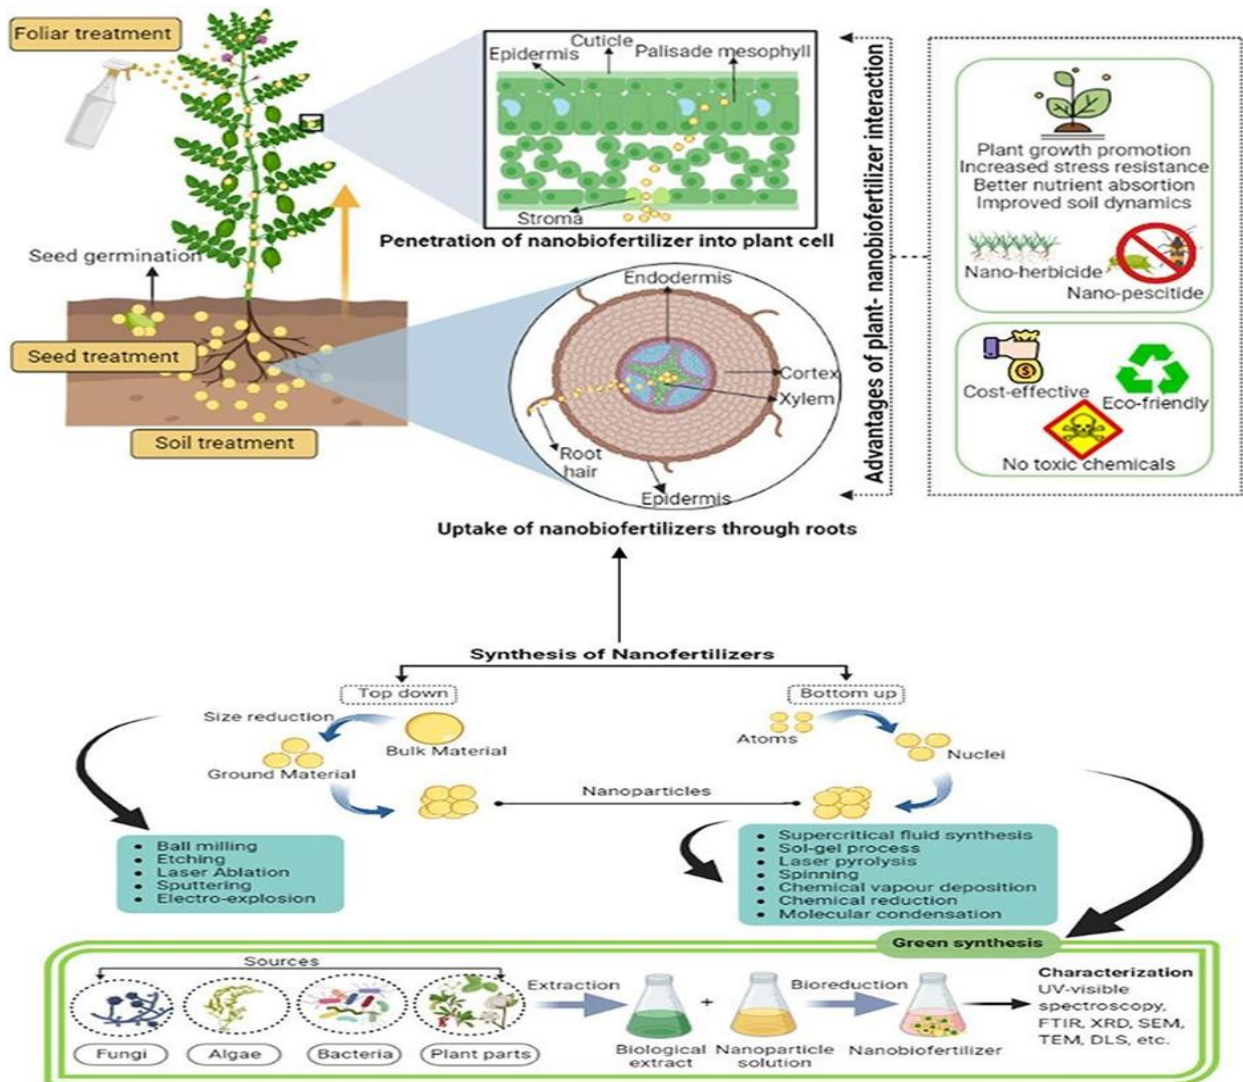 Foliar treatment
Seed germination
Seed treatment
Soil treatment
Cuticle
Epidermis
Palisade mesophyll
Stroma
Penetration of nanobiofertilizer into plant cell
Endodermis
Cortex
Xylem
Root
hair
Epidermis
Uptake of nanobiofertilizers through roots
Advantages of plant- nanobiofertilizer interaction
Plant growth promotion
Increased stress resistance
Better nutrient absortion
Improved soil dynamics
Nano-herbicide
Nano-pescitide
Cost-effective
Eco-friendly
No toxic chemicals
Synthesis of Nanofertilizers
Top down
Bottom up
Size reduction
Bulk Material
Ground Material
Atoms
Nuclei
Nanoparticles
• Ball milling
• Etching
• Laser Ablation
• Sputtering
• Electro-explosion
• Supercritical fluid synthesis
• Sol-gel process
• Laser pyrolysis
• Spinning
• Chemical vapour deposition
• Chemical reduction
• Molecular condensation
Green synthesis
Sources
Fungi
Algae
Bacteria
Plant parts
Extraction
Biological
extract
+
Nanoparticle
solution
Bioreduction
Nanobiofertilizer
Characterization
UV-visible
spectroscopy,
FTIR, XRD, SEM,
TEM, DLS, etc.